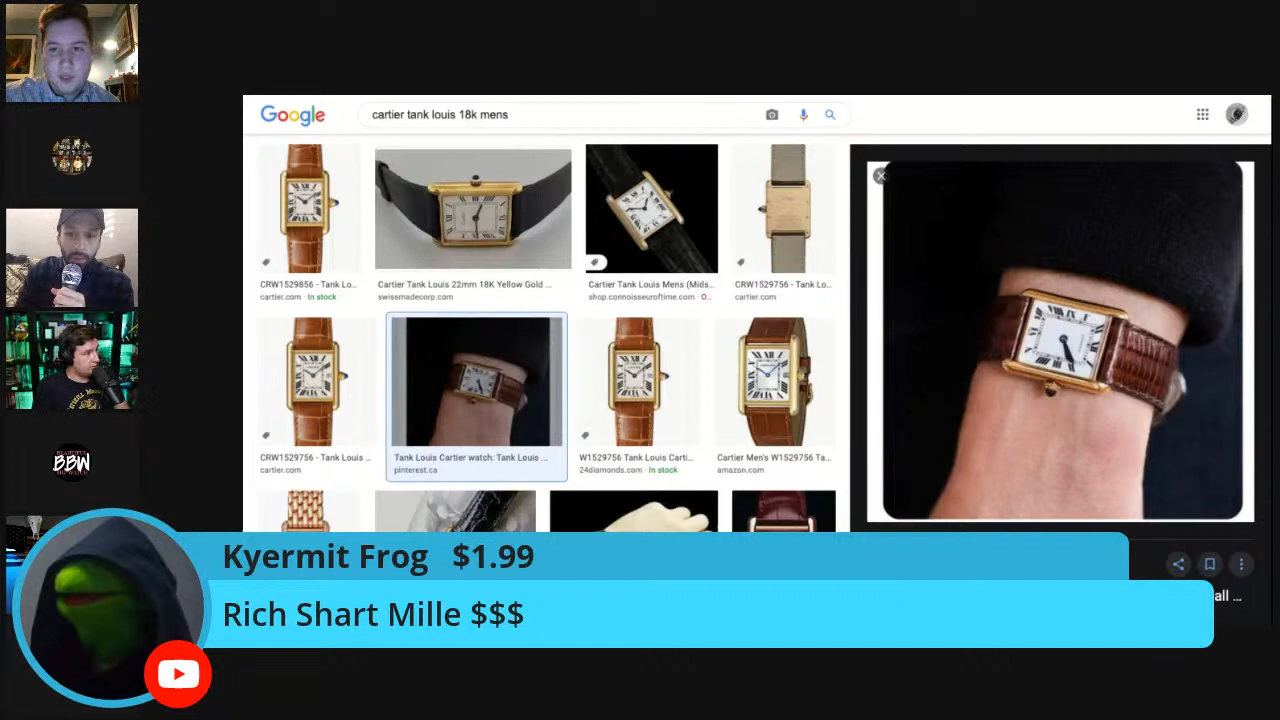 Google
cartier tank louis 18k mens
CRW1529856 - Tank Lo...
cartier.com · In stock
Cartier Tank Louis 22mm 18K Yellow Gold ...
swissmadecorp.com
Cartier Tank Louis Mens (Mids...
shop.connoisseuroftime.com · O...
CRW1529756 - Tank Lo...
cartier.com
CRW1529756 - Tank Louis ...
cartier.com
Tank Louis Cartier watch: Tank Louis ...
pinterest.ca
W1529756 Tank Louis Carti...
24diamonds.com · In stock
Cartier Men's W1529756 Ta...
amazon.com
BBW
Kyermit Frog $1.99
Rich Shart Mille $$$
all ...